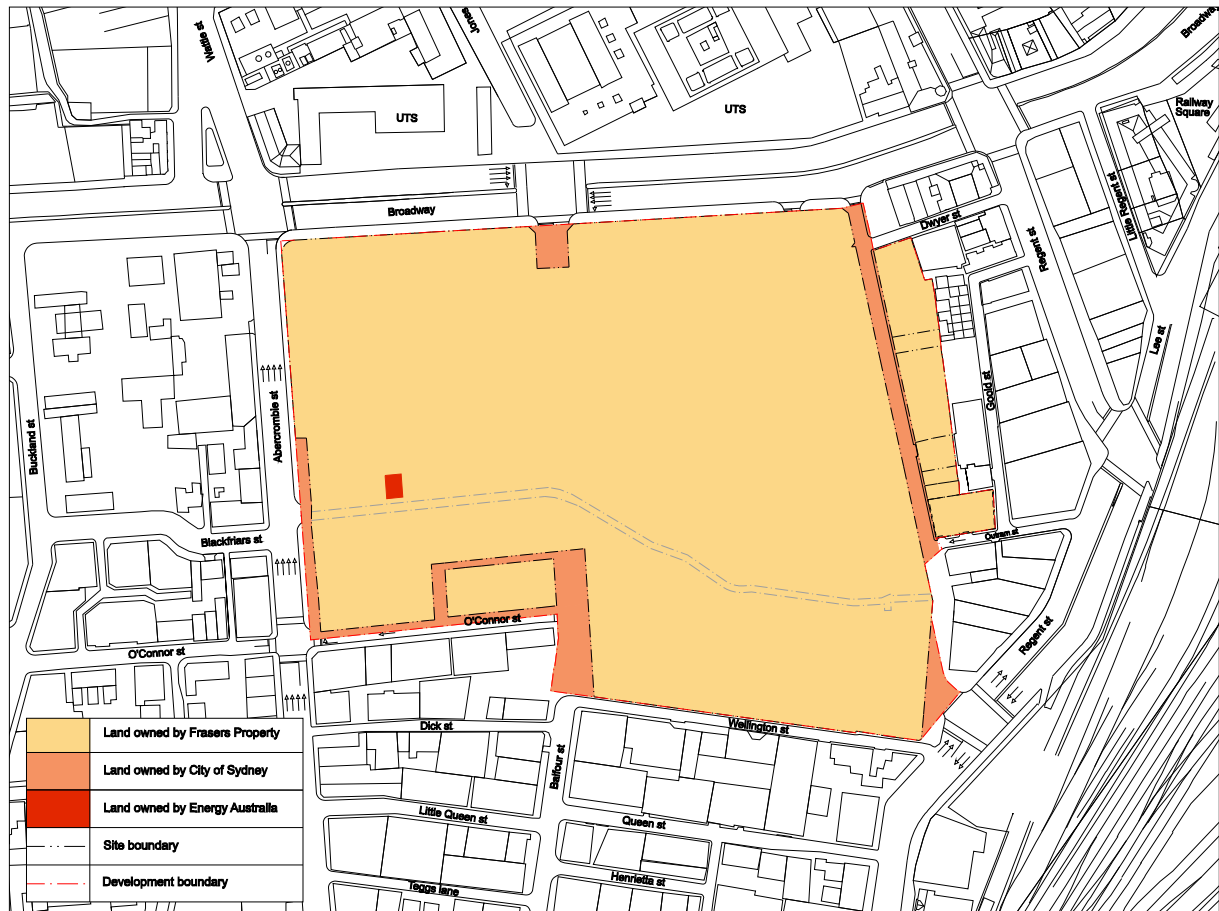 Wattle st
Jones
Broadway
UTS
UTS
Railway
Square
Broadway
Little Regent st
Dwyer st
Regent st
Lee st
Goold st
Buckland st
Abercrombie st
Blackfriars st
Outram st
O'Connor st
O'Connor st
Regent st
Dick st
Wellington st
Balfour st
Little Queen st
Queen st
Teggs lane
Henrietta st
Land owned by Frasers Property
Land owned by City of Sydney
Land owned by Energy Australia
Site boundary
Development boundary